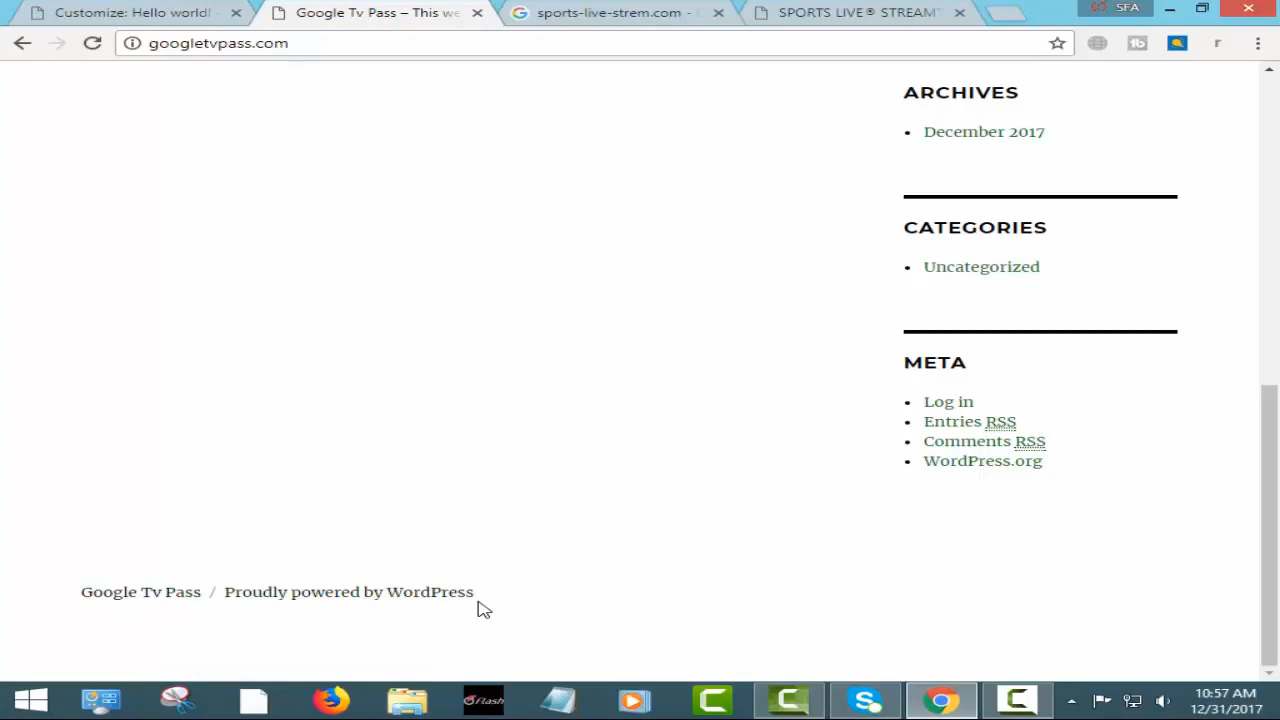 Customize: Hello world!
Google Tv Pass – This we
sports-live-strem.com -
SPORTS LIVE® STREAM
SFA
googletvpass.com
ARCHIVES
December 2017
CATEGORIES
Uncategorized
META
Log in
Entries RSS
Comments RSS
WordPress.org
Google Tv Pass / Proudly powered by WordPress
Flash
10:57 AM
12/31/2017